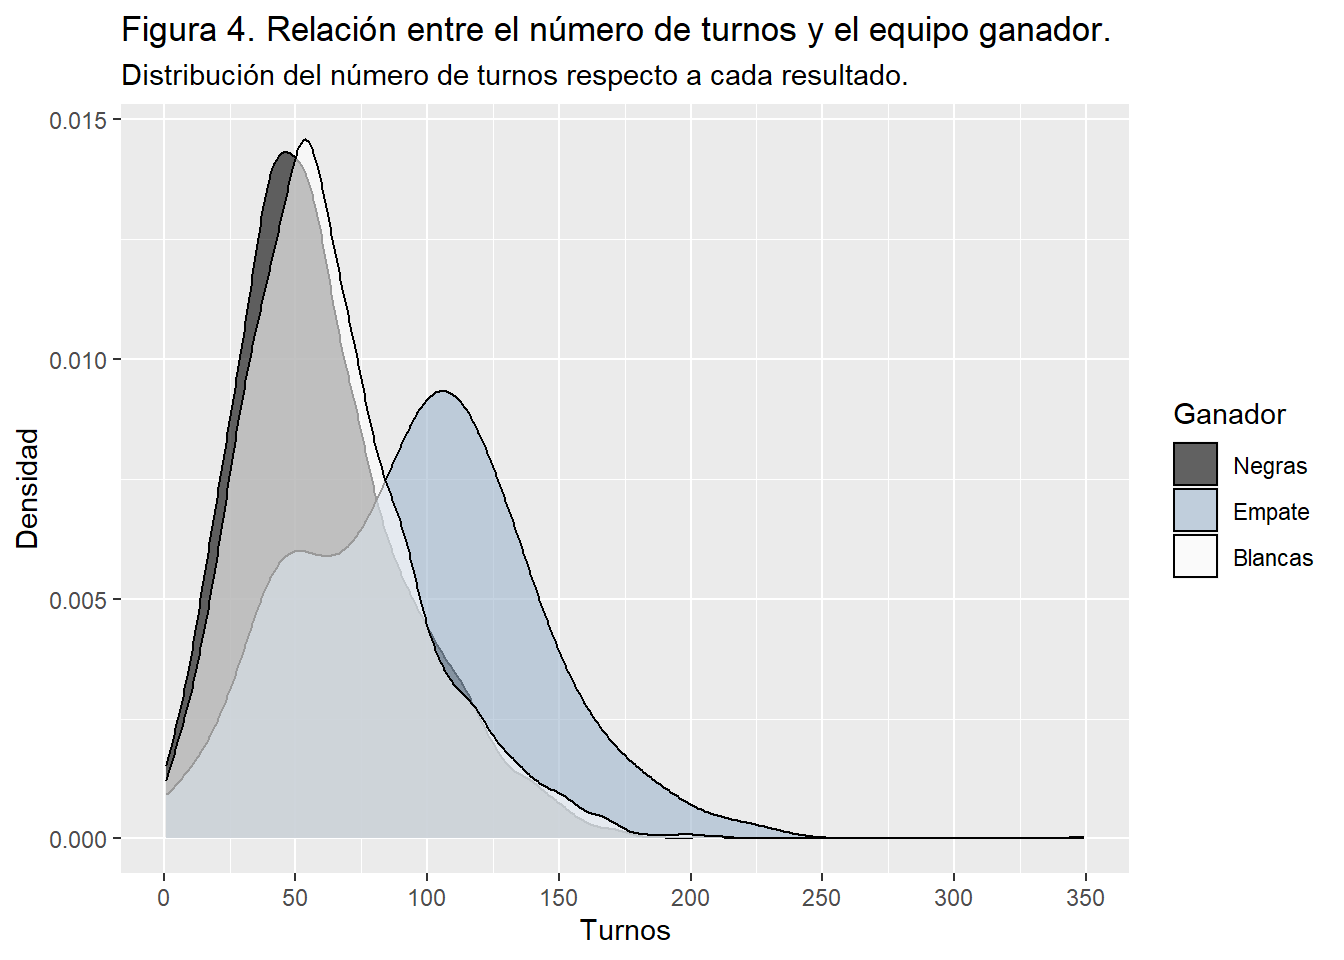 Figura 4. Relación entre el número de turnos y el equipo ganador.
Distribución del número de turnos respecto a cada resultado.
0.015
0.010
0.005
0.000
Densidad
0 50 100 150 200 250 300 350
Turnos
Ganador
Negras
Empate
Blancas